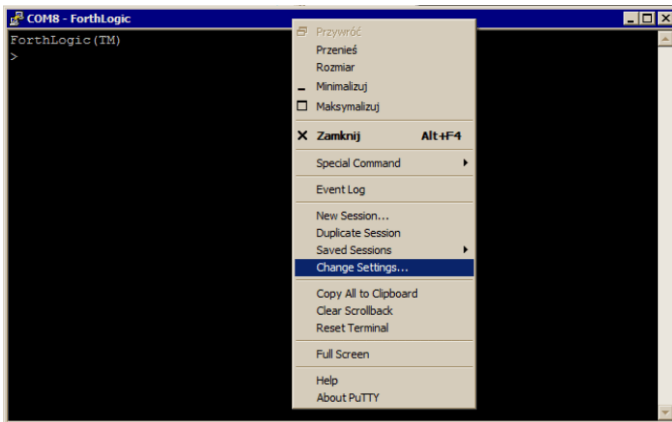 COM8 - ForthLogic
ForthLogic(TM)
>
Przywróć
Przenieś
Rozmiar
Minimalizuj
Maksymalizuj
Zamknij Alt+F4
Special Command
Event Log
New Session...
Duplicate Session
Saved Sessions
Change Settings...
Copy All to Clipboard
Clear Scrollback
Reset Terminal
Full Screen
Help
About PuTTY